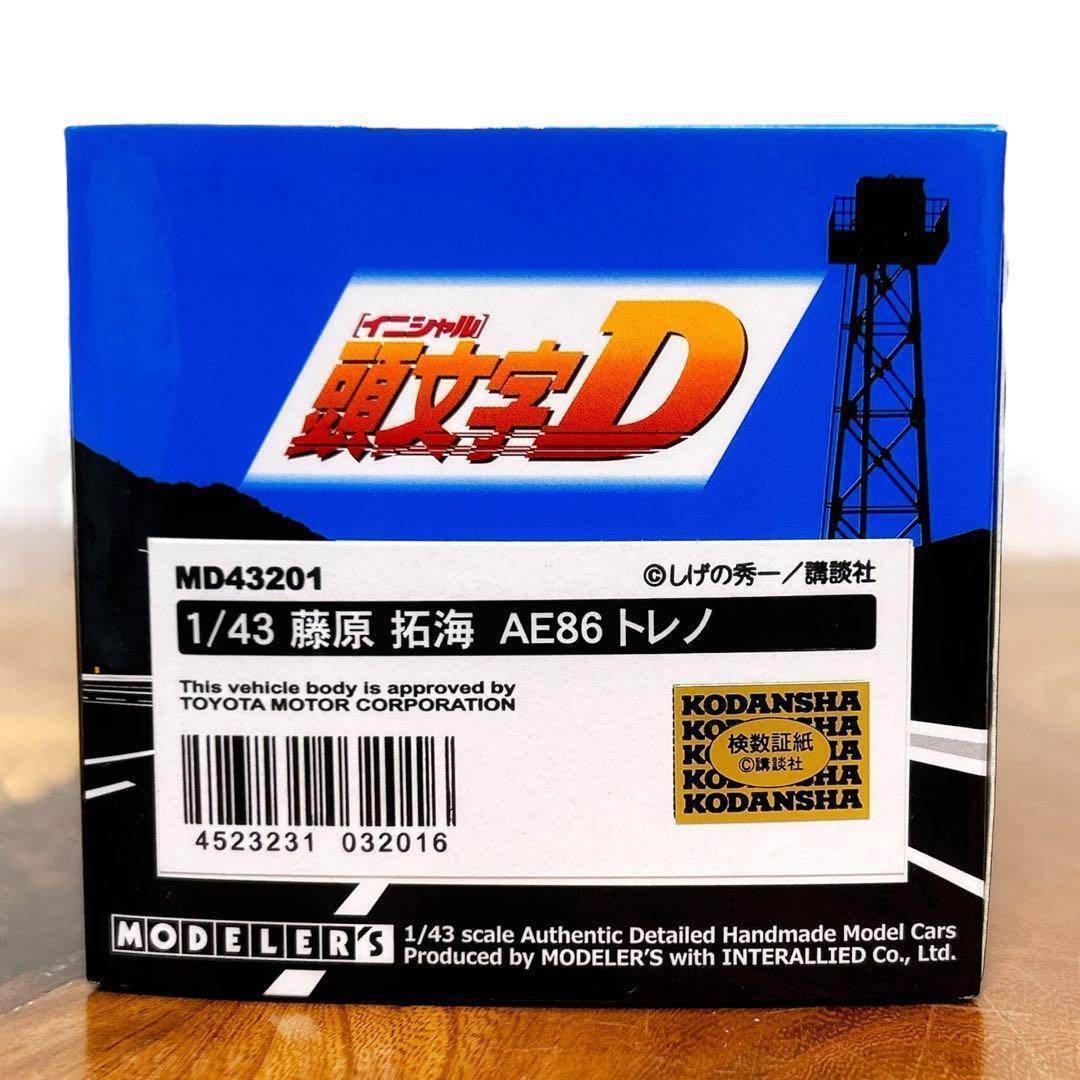 [イニシャル]
頭文字D
MD43201
©しげの秀一／講談社
1/43 藤原 拓海 AE86 トレノ
This vehicle body is approved by
TOYOTA MOTOR CORPORATION
KODANSHA
KODANSHA
検数証紙
KODANSHA
©講談社
KODANSHA
KODANSHA
4523231 032016
MODELER'S
1/43 scale Authentic Detailed Handmade Model Cars
Produced by MODELER'S with INTERALLIED Co., Ltd.